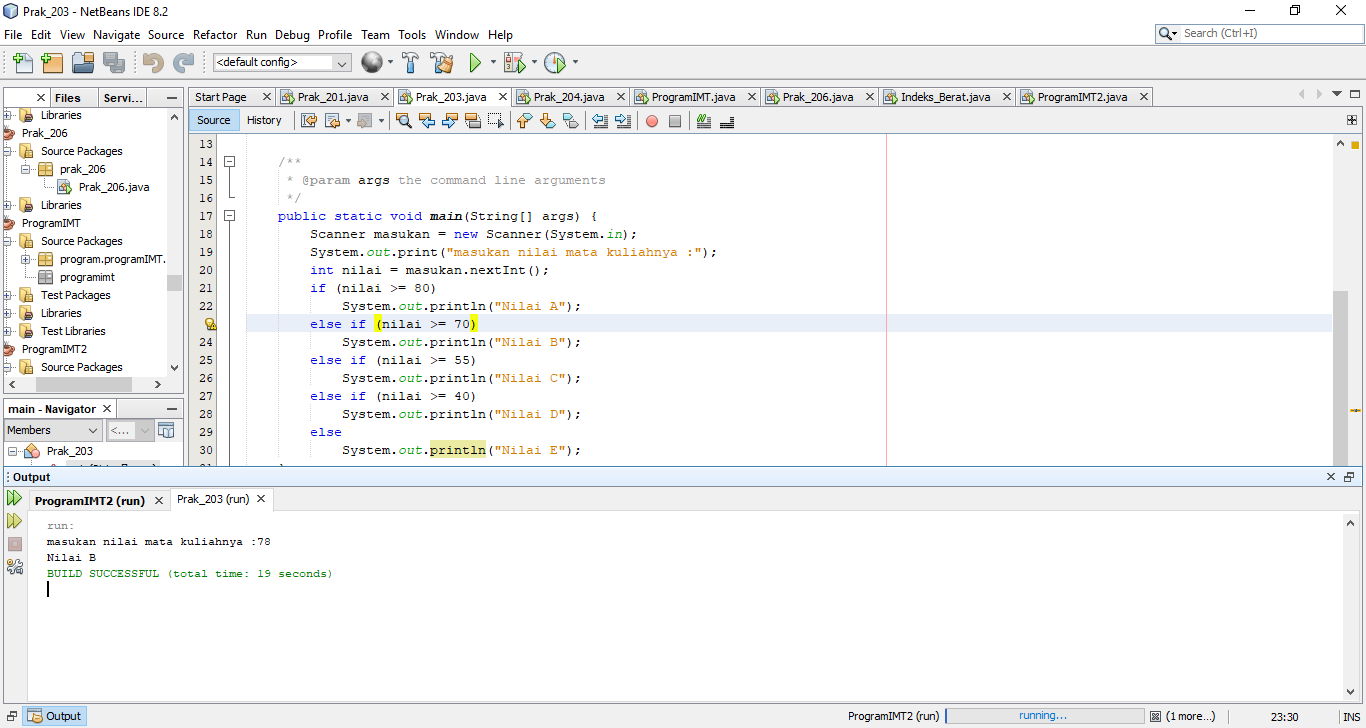 Prak_203 - NetBeans IDE 8.2
File Edit View Navigate Source Refactor Run Debug Profile Team Tools Window Help
Search (Ctrl+I)
<default config>
Files Servi...
Start Page Prak_201.java Prak_203.java Prak_204.java ProgramIMT.java Prak_206.java Indeks_Berat.java ProgramIMT2.java
Source History
Libraries
Prak_206
Source Packages
prak_206
Prak_206.java
Libraries
ProgramIMT
Source Packages
program.programIMT.
programimt
Test Packages
Libraries
Test Libraries
ProgramIMT2
Source Packages
main - Navigator
Members <...
Prak_203
13
14 /**
15 * @param args the command line arguments
16 */
17 public static void main(String[] args) {
18 Scanner masukan = new Scanner(System.in);
19 System.out.print("masukan nilai mata kuliahnya :");
20 int nilai = masukan.nextInt();
21 if (nilai >= 80)
22 System.out.println("Nilai A");
else if (nilai >= 70)
24 System.out.println("Nilai B");
25 else if (nilai >= 55)
26 System.out.println("Nilai C");
27 else if (nilai >= 40)
28 System.out.println("Nilai D");
29 else
30 System.out.println("Nilai E");
Output
ProgramIMT2 (run) Prak_203 (run)
run:
masukan nilai mata kuliahnya :78
Nilai B
BUILD SUCCESSFUL (total time: 19 seconds)
Output
ProgramIMT2 (run) running... (1 more...) 23:30 INS